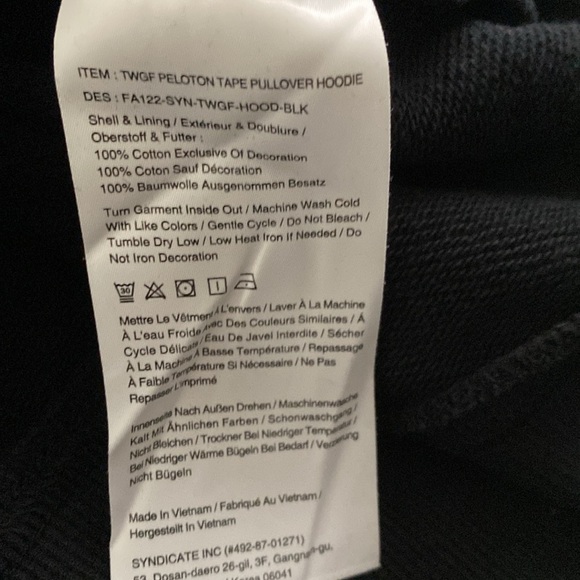 ITEM : TWGF PELOTON TAPE PULLOVER HOODIE
DES : FA122-SYN-TWGF-HOOD-BLK
Shell & Lining / Extérieur & Doublure /
Oberstoff & Futter :
100% Cotton Exclusive Of Decoration
100% Coton Sauf Décoration
100% Baumwolle Ausgenommen Besatz
Turn Garment Inside Out / Machine Wash Cold
With Like Colors / Gentle Cycle / Do Not Bleach /
Tumble Dry Low / Low Heat Iron If Needed / Do
Not Iron Decoration
30
Mettre Le Vêtment À L'envers / Laver À La Machine
À L'eau Froide Avec Des Couleurs Similaires / À
Cycle Délicats / Eau De Javel Interdite / Sécher
À La Machine À Basse Température / Repassage
À Faible Température Si Nécessaire / Ne Pas
Repasser L'imprimé
Innenseite Nach Außen Drehen / Maschinenwäsche
Kalt Mit Ähnlichen Farben / Schonwaschgang /
Nicht Bleichen / Trockner Bei Niedriger Temperatur /
Bei Niedriger Wärme Bügeln Bei Bedarf / Verzierung
Nicht Bügeln
Made In Vietnam / Fabriqué Au Vietnam /
Hergestellt In Vietnam
SYNDICATE INC (#492-87-01271)
Dosan-daero 26-gil, 3F, Gangnam-gu,
06041